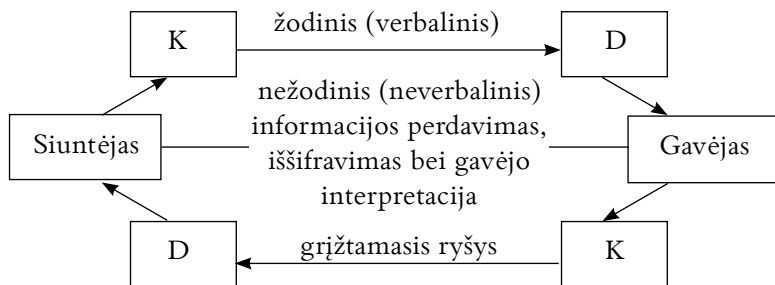 K
žodinis (verbalinis)
D
nežodinis (neverbalinis)
informacijos perdavimas,
Siuntėjas
Gavėjas
iššifravimas bei gavėjo
interpretacija
D
grįžtamasis ryšys
K